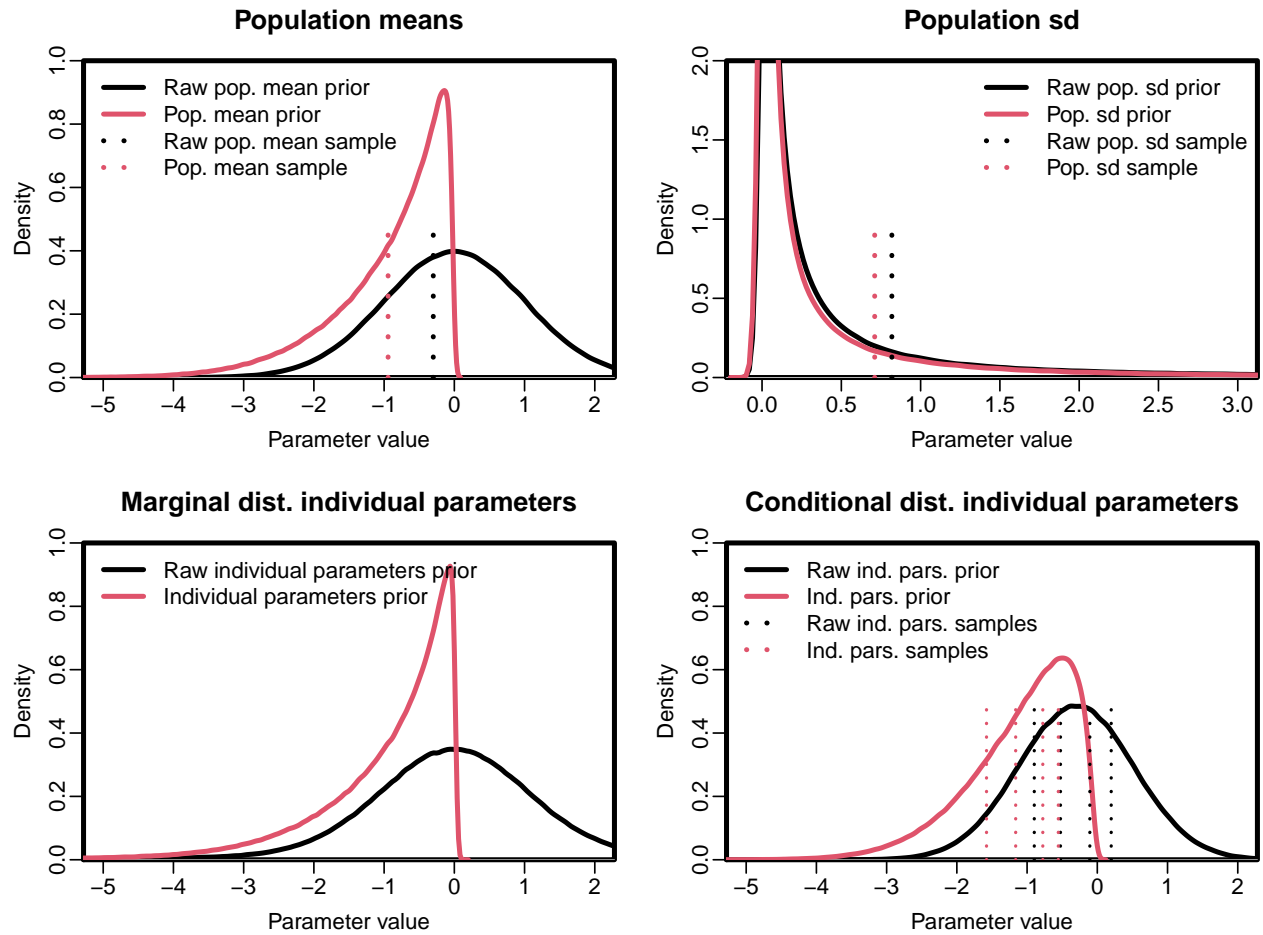 Population means
1.0
0.8
0.6
0.4
0.2
0.0
Density
Raw pop. mean prior
Pop. mean prior
Raw pop. mean sample
Pop. mean sample
−5 −4 −3 −2 −1 0 1 2
Parameter value
Population sd
2.0
1.5
1.0
0.5
0.0
Density
Raw pop. sd prior
Pop. sd prior
Raw pop. sd sample
Pop. sd sample
0.0 0.5 1.0 1.5 2.0 2.5 3.0
Parameter value
Marginal dist. individual parameters
1.0
0.8
0.6
0.4
0.2
0.0
Density
Raw individual parameters prior
Individual parameters prior
−5 −4 −3 −2 −1 0 1 2
Parameter value
Conditional dist. individual parameters
1.0
0.8
0.6
0.4
0.2
0.0
Density
Raw ind. pars. prior
Ind. pars. prior
Raw ind. pars. samples
Ind. pars. samples
−5 −4 −3 −2 −1 0 1 2
Parameter value